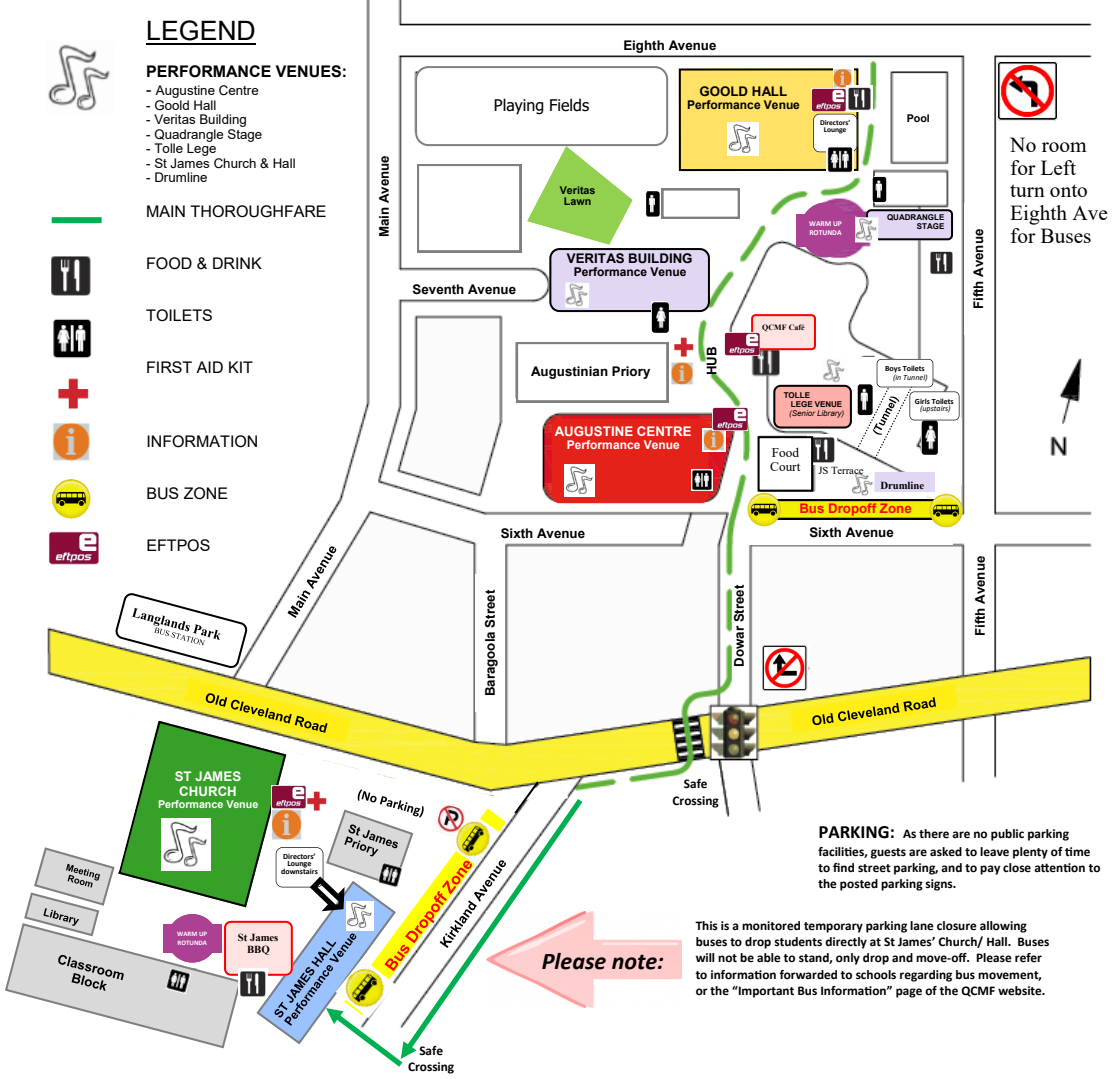 LEGEND
PERFORMANCE VENUES:
- Augustine Centre
- Goold Hall
- Veritas Building
- Quadrangle Stage
- Tolle Lege
- St James Church & Hall
- Drumline
MAIN THOROUGHFARE
FOOD & DRINK
TOILETS
FIRST AID KIT
i
INFORMATION
BUS ZONE
e
eftpos
EFTPOS
Eighth Avenue
Main Avenue
Playing Fields
GOOLD HALL
Performance Venue
i
e
eftpos
Directors'
Lounge
Pool
No room
for Left
turn onto
Eighth Ave
for Buses
Veritas
Lawn
WARM UP
ROTUNDA
QUADRANGLE
STAGE
Fifth Avenue
VERITAS BUILDING
Performance Venue
Seventh Avenue
QCMF Café
e
eftpos
HUB
Augustinian Priory
i
Boys Toilets
(in Tunnel)
Girls Toilets
(upstairs)
(Tunnel)
TOLLE
LEGE VENUE
(Senior Library)
N
AUGUSTINE CENTRE
Performance Venue
e
eftpos
i
Food
Court
JS Terrace
Drumline
Bus Dropoff Zone
Sixth Avenue
Sixth Avenue
Main Avenue
Baragoola Street
Dowar Street
Fifth Avenue
Langlands Park
BUS STATION
Old Cleveland Road
Old Cleveland Road
Safe
Crossing
ST JAMES
CHURCH
Performance Venue
e
eftpos
i
(No Parking)
P
St James
Priory
Directors'
Lounge
downstairs
Meeting
Room
Library
WARM UP
ROTUNDA
St James
BBQ
Classroom
Block
ST JAMES HALL
Performance Venue
Bus Dropoff Zone
Kirkland Avenue
Safe
Crossing
PARKING: As there are no public parking
facilities, guests are asked to leave plenty of time
to find street parking, and to pay close attention to
the posted parking signs.
Please note:
This is a monitored temporary parking lane closure allowing
buses to drop students directly at St James' Church/ Hall. Buses
will not be able to stand, only drop and move-off. Please refer
to information forwarded to schools regarding bus movement,
or the “Important Bus Information” page of the QCMF website.